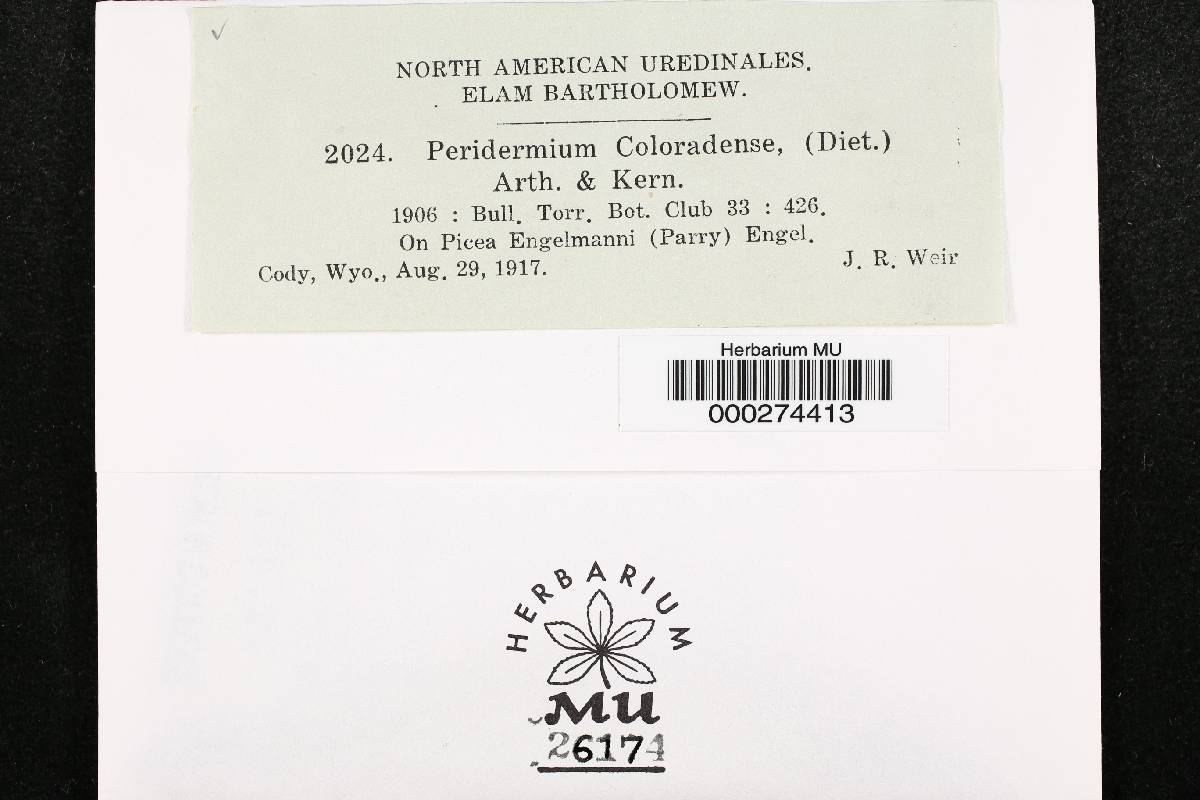 NORTH AMERICAN UREDINALES.
ELAM BARTHOLOMEW.
2024. Peridermium Coloradense, (Diet.)
Arth. & Kern.
1906 : Bull. Torr. Bot. Club 33 : 426.
On Picea Engelmanni (Parry) Engel.
Cody, Wyo., Aug. 29, 1917. J. R. Weir
Herbarium MU
000274413
HERBARIUM
MU
26174